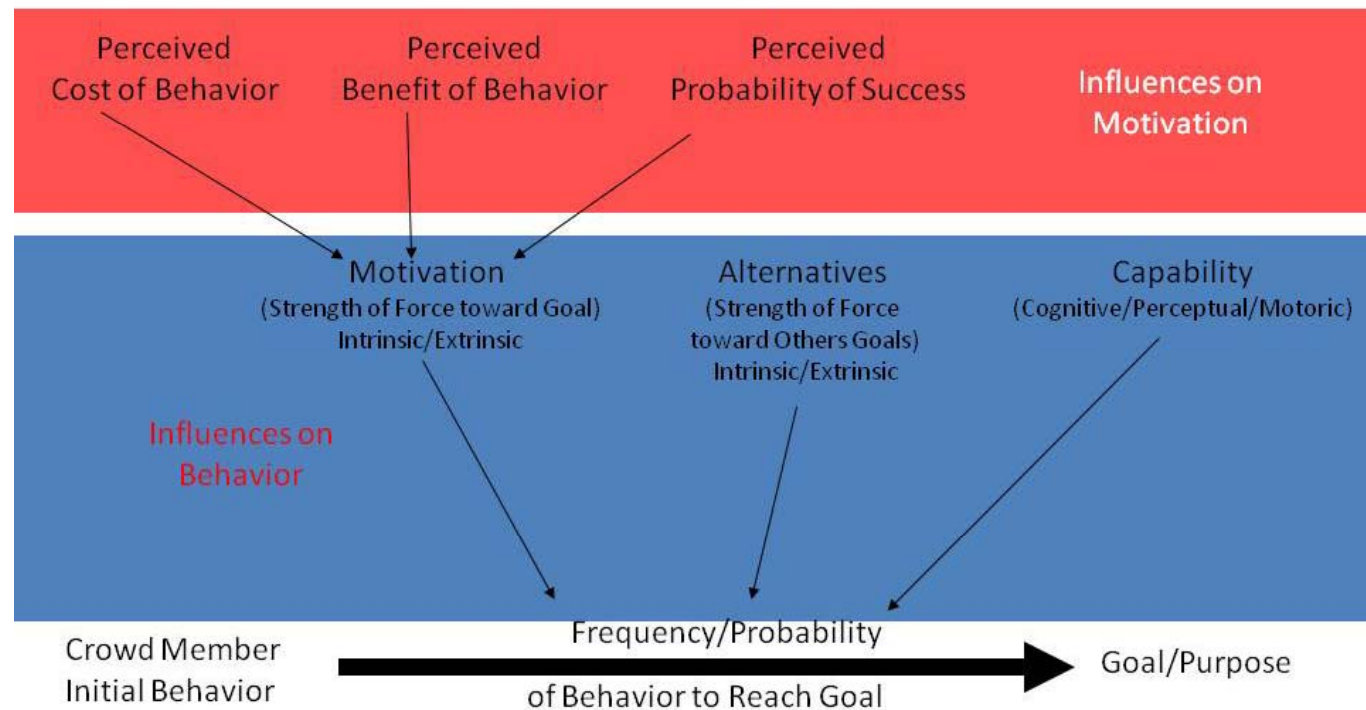 Perceived
Cost of Behavior
Perceived
Benefit of Behavior
Perceived
Probability of Success
Influences on
Motivation
Motivation
(Strength of Force toward Goal)
Intrinsic/Extrinsic
Alternatives
(Strength of Force
toward Others Goals)
Intrinsic/Extrinsic
Capability
(Cognitive/Perceptual/Motoric)
Influences on
Behavior
Crowd Member
Initial Behavior
Frequency/Probability
of Behavior to Reach Goal
Goal/Purpose